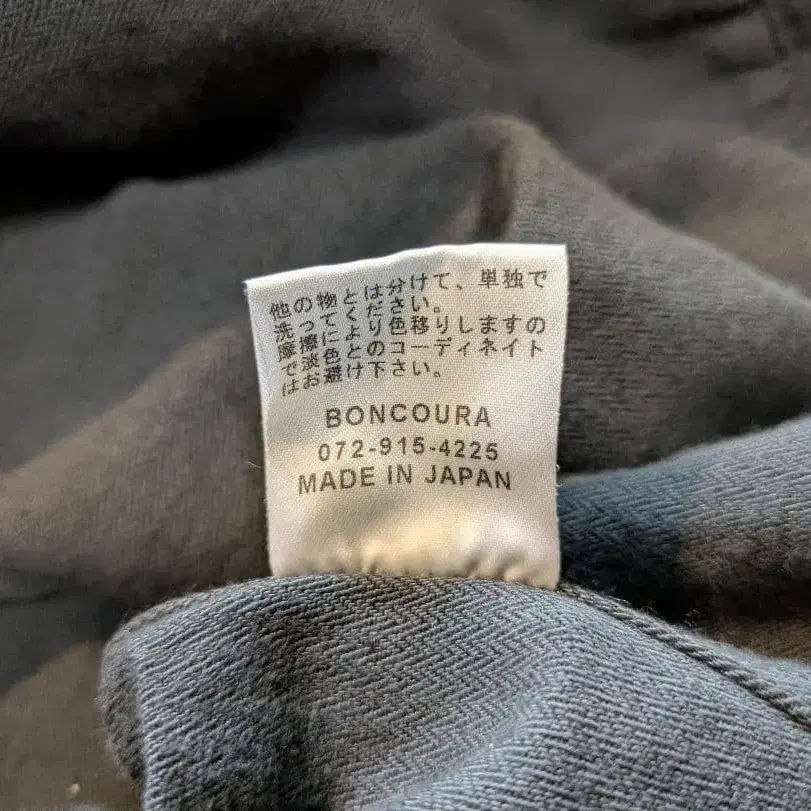 他の物とは分けて、単独で
洗ってください。
摩擦により色移りしますの
で淡色とのコーディネイト
はお避け下さい。
BONCOURA
072-915-4225
MADE IN JAPAN